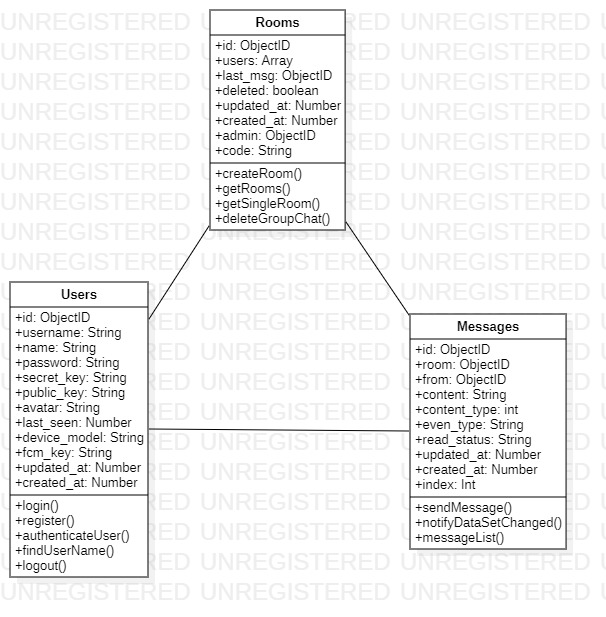 Rooms
+id: ObjectID
+users: Array
+last_msg: ObjectID
+deleted: boolean
+updated_at: Number
+created_at: Number
+admin: ObjectID
+code: String
+createRoom()
+getRooms()
+getSingleRoom()
+deleteGroupChat()
Users
+id: ObjectID
+username: String
+name: String
+password: String
+secret_key: String
+public_key: String
+avatar: String
+last_seen: Number
+device_model: String
+fcm_key: String
+updated_at: Number
+created_at: Number
+login()
+register()
+authenticateUser()
+findUserName()
+logout()
Messages
+id: ObjectID
+room: ObjectID
+from: ObjectID
+content: String
+content_type: int
+even_type: String
+read_status: String
+updated_at: Number
+created_at: Number
+index: Int
+sendMessage()
+notifyDataSetChanged()
+messageList()
UNREGISTERED